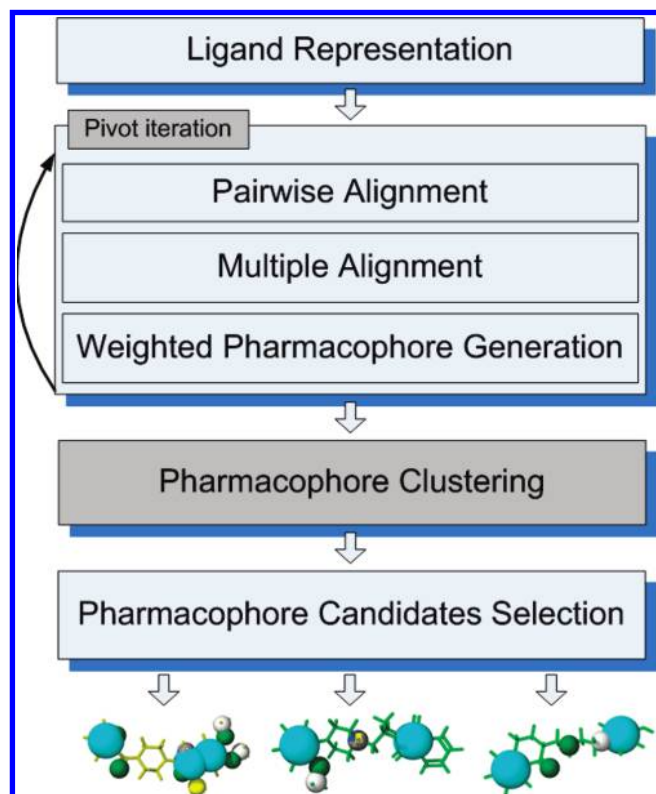 Ligand Representation
Pivot iteration
Pairwise Alignment
Multiple Alignment
Weighted Pharmacophore Generation
Pharmacophore Clustering
Pharmacophore Candidates Selection